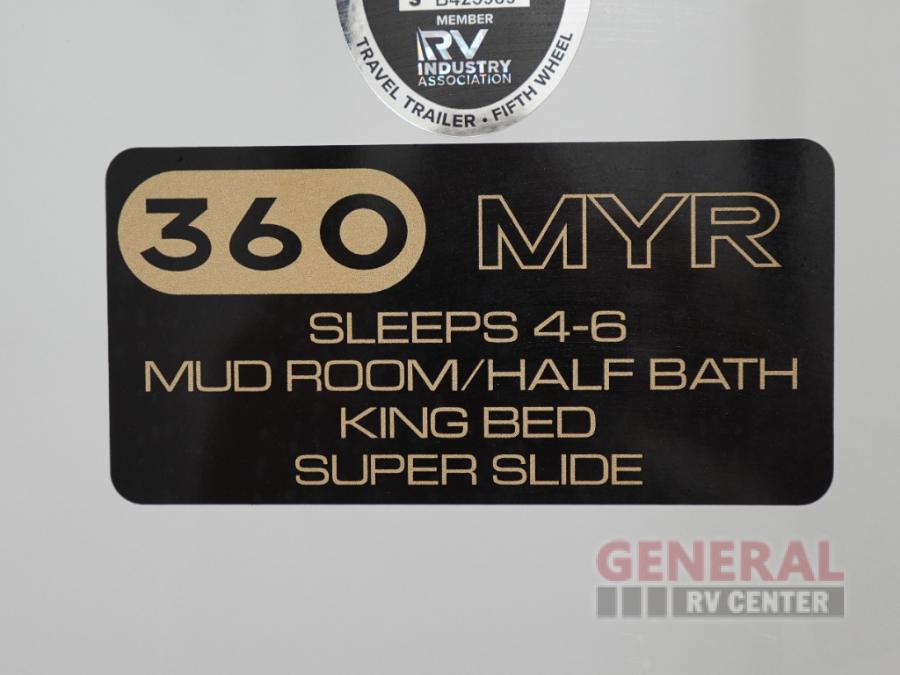 MEMBER
RV
INDUSTRY
ASSOCIATION
TRAVEL TRAILER • FIFTH WHEEL
360 MYR
SLEEPS 4-6
MUD ROOM/HALF BATH
KING BED
SUPER SLIDE
GENERAL
RV CENTER